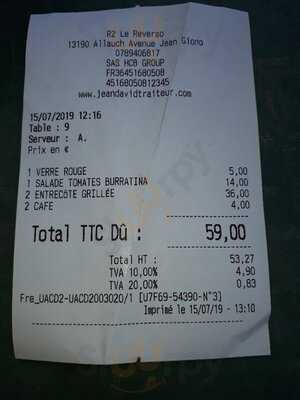 R2 Le Reverso
13190 Allauch Avenue Jean Giono
0789406817
SAS HCB GROUP
FR36451680508
45168050812345
www.jeandavidtraiteur.com
15/07/2019 12:16
Table : 9
Serveur : A.
Prix en €
1 VERRE ROUGE 5,00
1 SALADE TOMATES BURRATINA 14,00
2 ENTRECÔTE GRILLÉE 36,00
2 CAFE 4,00
Total TTC Dû : 59,00
Total HT : 53,27
TVA 10,00% 4,90
TVA 20,00% 0,83
Fre_UACD2-UACD2003020/1 [U7F69-54390-N°3]
Imprimé le 15/07/19 - 13:10